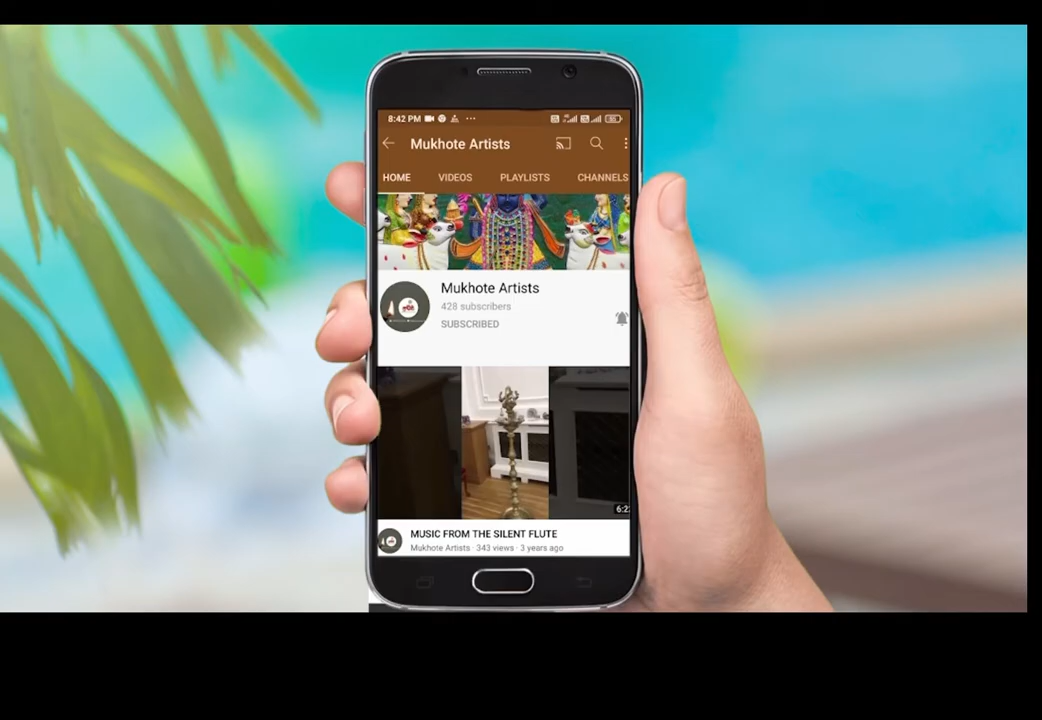 8:42 PM
Mukhote Artists
HOME VIDEOS PLAYLISTS CHANNELS
Mukhote Artists
428 subscribers
SUBSCRIBED
6:2
MUSIC FROM THE SILENT FLUTE
Mukhote Artists · 343 views · 3 years ago